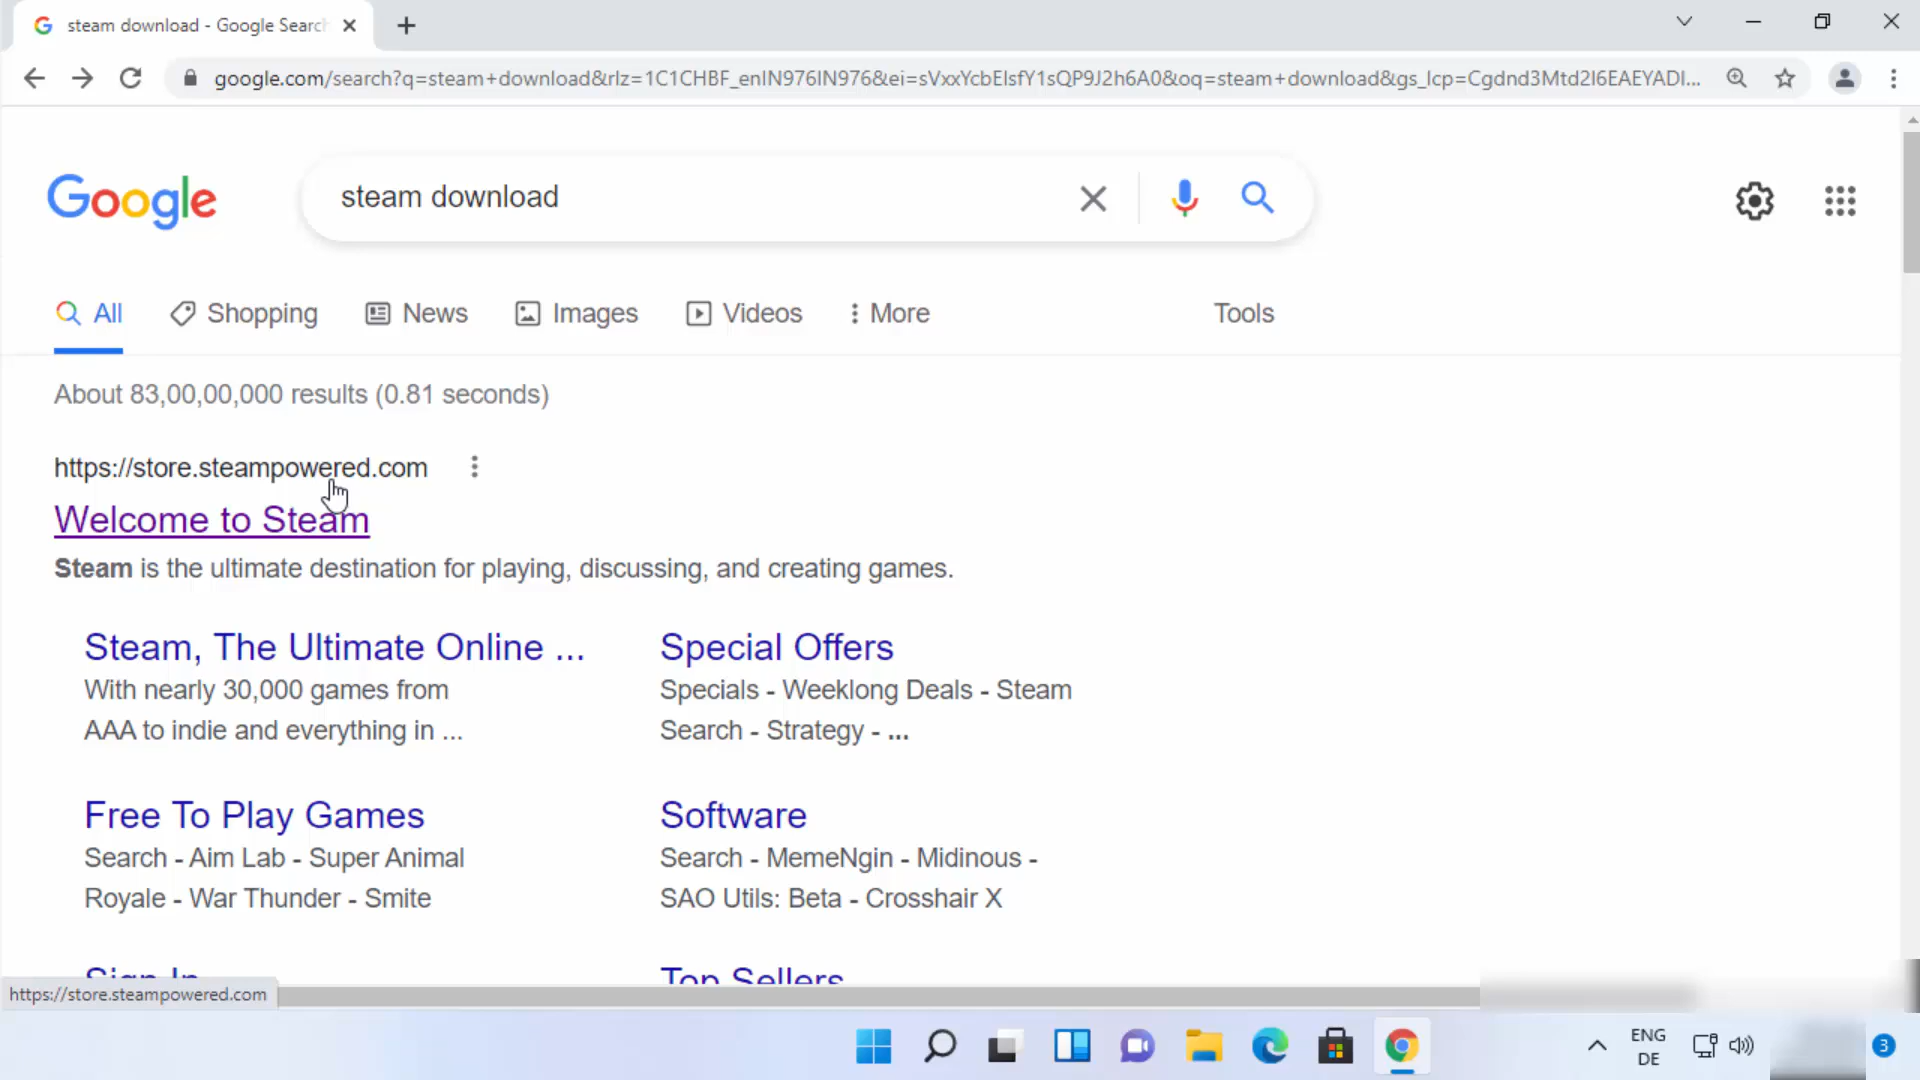 steam download - Google Search
google.com/search?q=steam+download&rlz=1C1CHBF_enIN976IN976&ei=sVxxYcbEIsfY1sQP9J2h6A0&oq=steam+download&gs_lcp=Cgdnd3Mtd2l6EAEYADI...
Google
steam download
All
Shopping
News
Images
Videos
More
Tools
About 83,00,00,000 results (0.81 seconds)
https://store.steampowered.com
Welcome to Steam
Steam is the ultimate destination for playing, discussing, and creating games.
Steam, The Ultimate Online ...
With nearly 30,000 games from
AAA to indie and everything in ...
Special Offers
Specials - Weeklong Deals - Steam
Search - Strategy - ...
Free To Play Games
Search - Aim Lab - Super Animal
Royale - War Thunder - Smite
Software
Search - MemeNgin - Midinous -
SAO Utils: Beta - Crosshair X
Sign In
Top Sellers
https://store.steampowered.com
ENG
DE
3